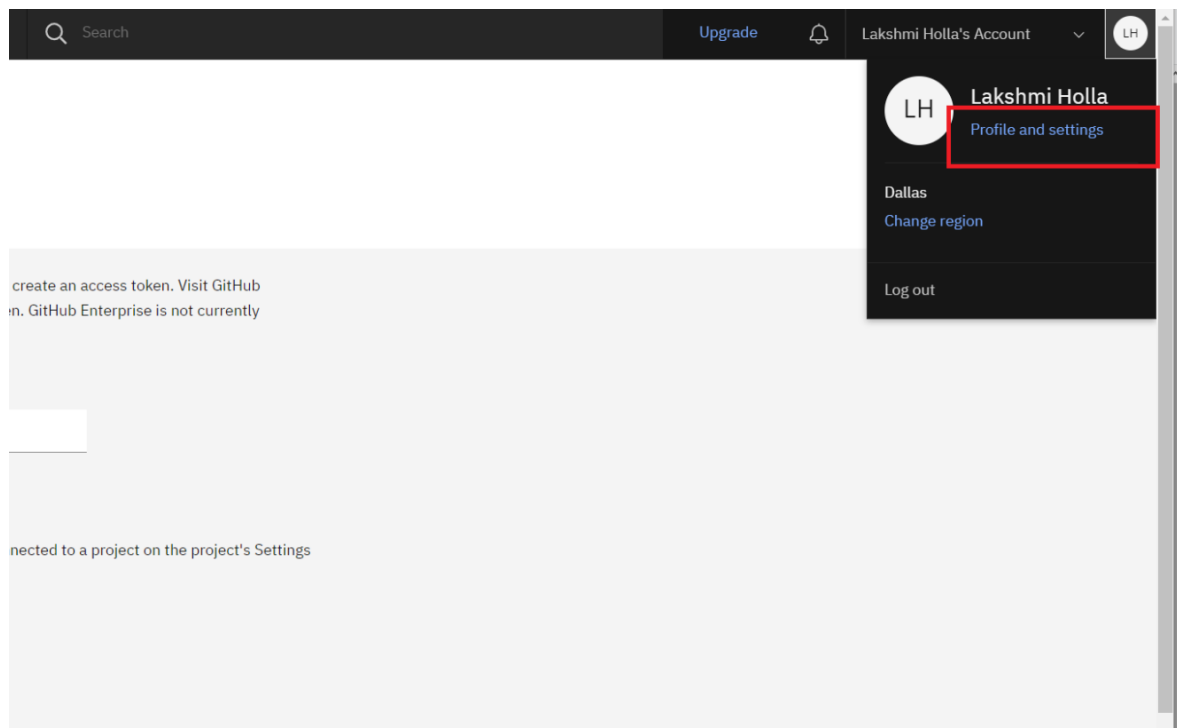 Search
Upgrade
Lakshmi Holla's Account
LH
LH
Lakshmi Holla
Profile and settings
Dallas
Change region
Log out
create an access token. Visit GitHub
en. GitHub Enterprise is not currently
nected to a project on the project's Settings